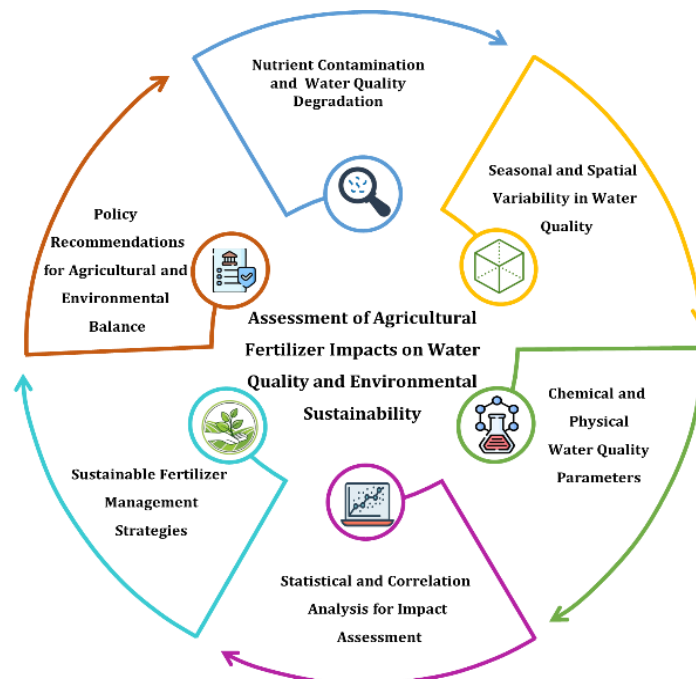 Nutrient Contamination
and Water Quality
Degradation
Seasonal and Spatial
Variability in Water
Quality
Chemical and
Physical
Water Quality
Parameters
Statistical and Correlation
Analysis for Impact
Assessment
Sustainable Fertilizer
Management
Strategies
Policy
Recommendations
for Agricultural and
Environmental
Balance
Assessment of Agricultural
Fertilizer Impacts on Water
Quality and Environmental
Sustainability